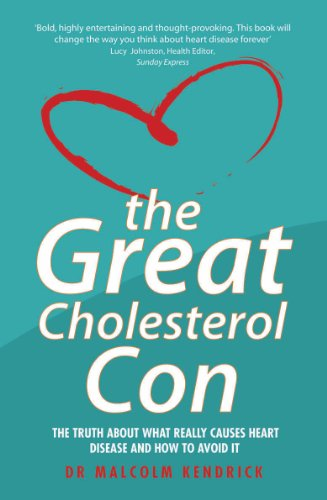 ‘Bold, highly entertaining and thought-provoking. This book will
change the way you think about heart disease forever’
Lucy Johnston, Health Editor,
Sunday Express
the
Great
Cholesterol
Con
THE TRUTH ABOUT WHAT REALLY CAUSES HEART
DISEASE AND HOW TO AVOID IT
DR MALCOLM KENDRICK